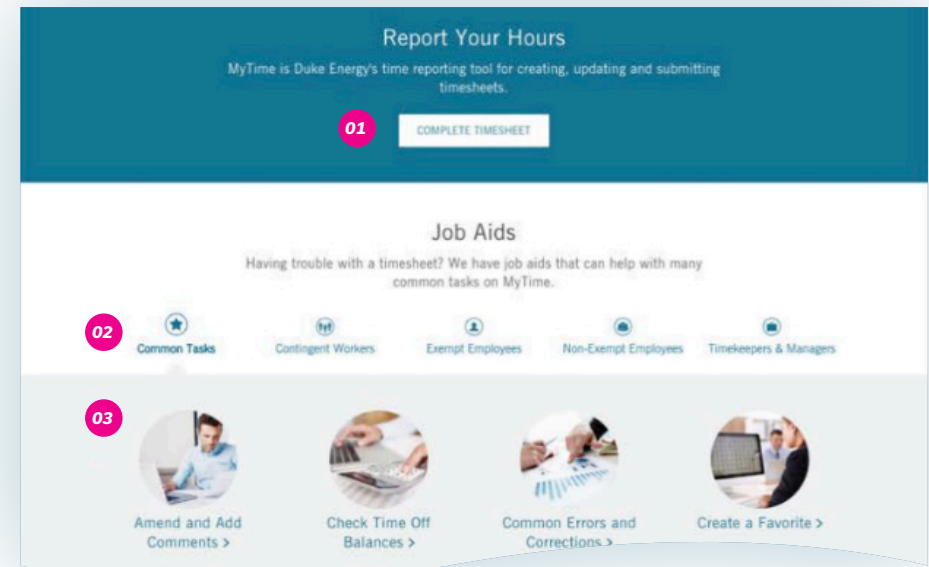 Report Your Hours
MyTime is Duke Energy's time reporting tool for creating, updating and submitting
timesheets.
01
COMPLETE TIMESHEET
Job Aids
Having trouble with a timesheet? We have job aids that can help with many
common tasks on MyTime.
02
Common Tasks
Contingent Workers
Exempt Employees
Non-Exempt Employees
Timekeepers & Managers
03
Amend and Add
Comments >
Check Time Off
Balances >
Common Errors and
Corrections >
Create a Favorite >